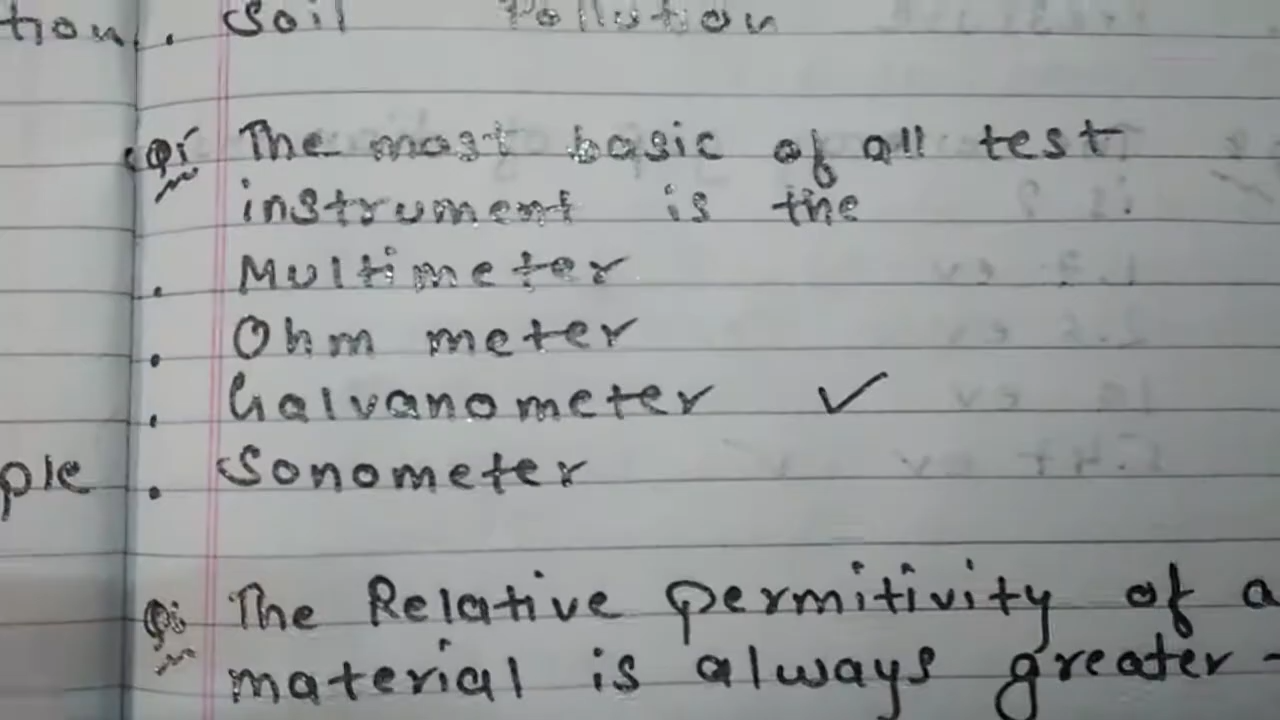 tion. Soil Pollution
Q: The most basic of all test
instrument is the
. Multimeter
. Ohm meter
. Galvanometer ✓
ple . Sonometer
Q: The Relative permitivity of a
material is always greater -